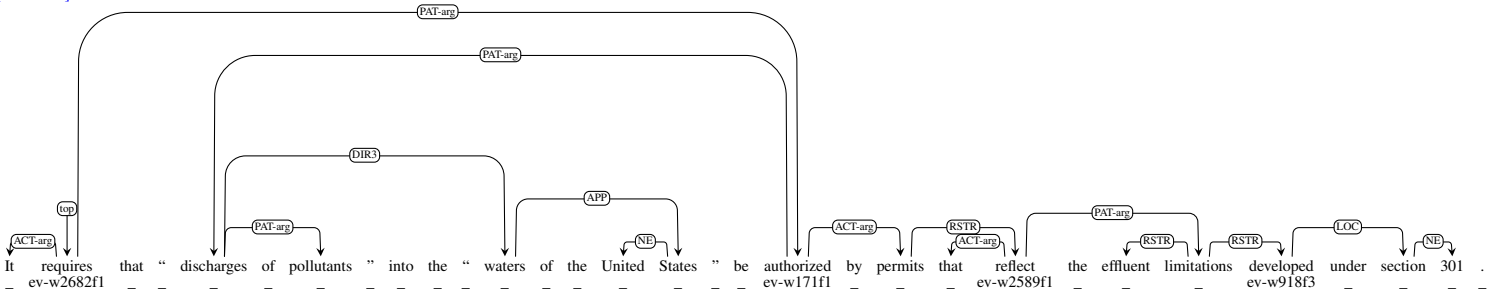 PAT-arg
PAT-arg
DIR3
APP
top PAT-arg
PAT-arg ACT-arg RSTR LOC
ACT-arg NE ACT-arg RSTR RSTR NE
It requires that “ discharges of pollutants ” into the “ waters of the United States ” be authorized by permits that reflect the effluent limitations developed under section 301 .
_ ev-w2682f1 _ _ _ _ _ _ _ _ _ _ _ _ _ _ _ _ ev-w171f1 _ _ _ ev-w2589f1 _ _ _ ev-w918f3 _ _ _ _